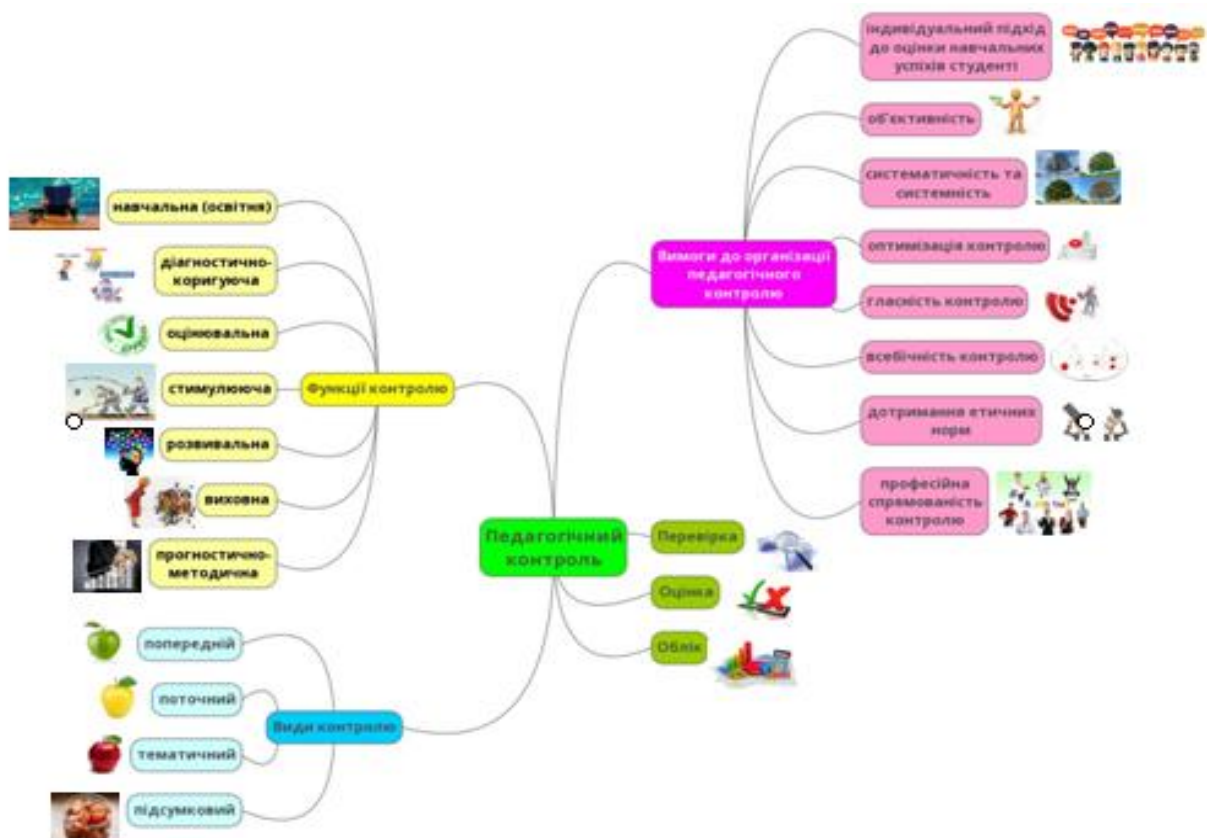 індивідуальний підхід
до оцінки навчальних
успіхів студенті
об'єктивність
систематичність та
системність
оптимізація контролю
гласність контролю
всебічність контролю
дотримання етичних
норм
професійна
спрямованість
контролю
Вимоги до організації
педагогічного
контролю
навчальна (освітня)
діагностично-
коригуюча
оцінювальна
стимулююча
розвивальна
виховна
прогностично-
методична
Функції контролю
Педагогічний
контроль
Перевірка
Оцінка
Облік
попередній
поточний
тематичний
підсумковий
Види контролю